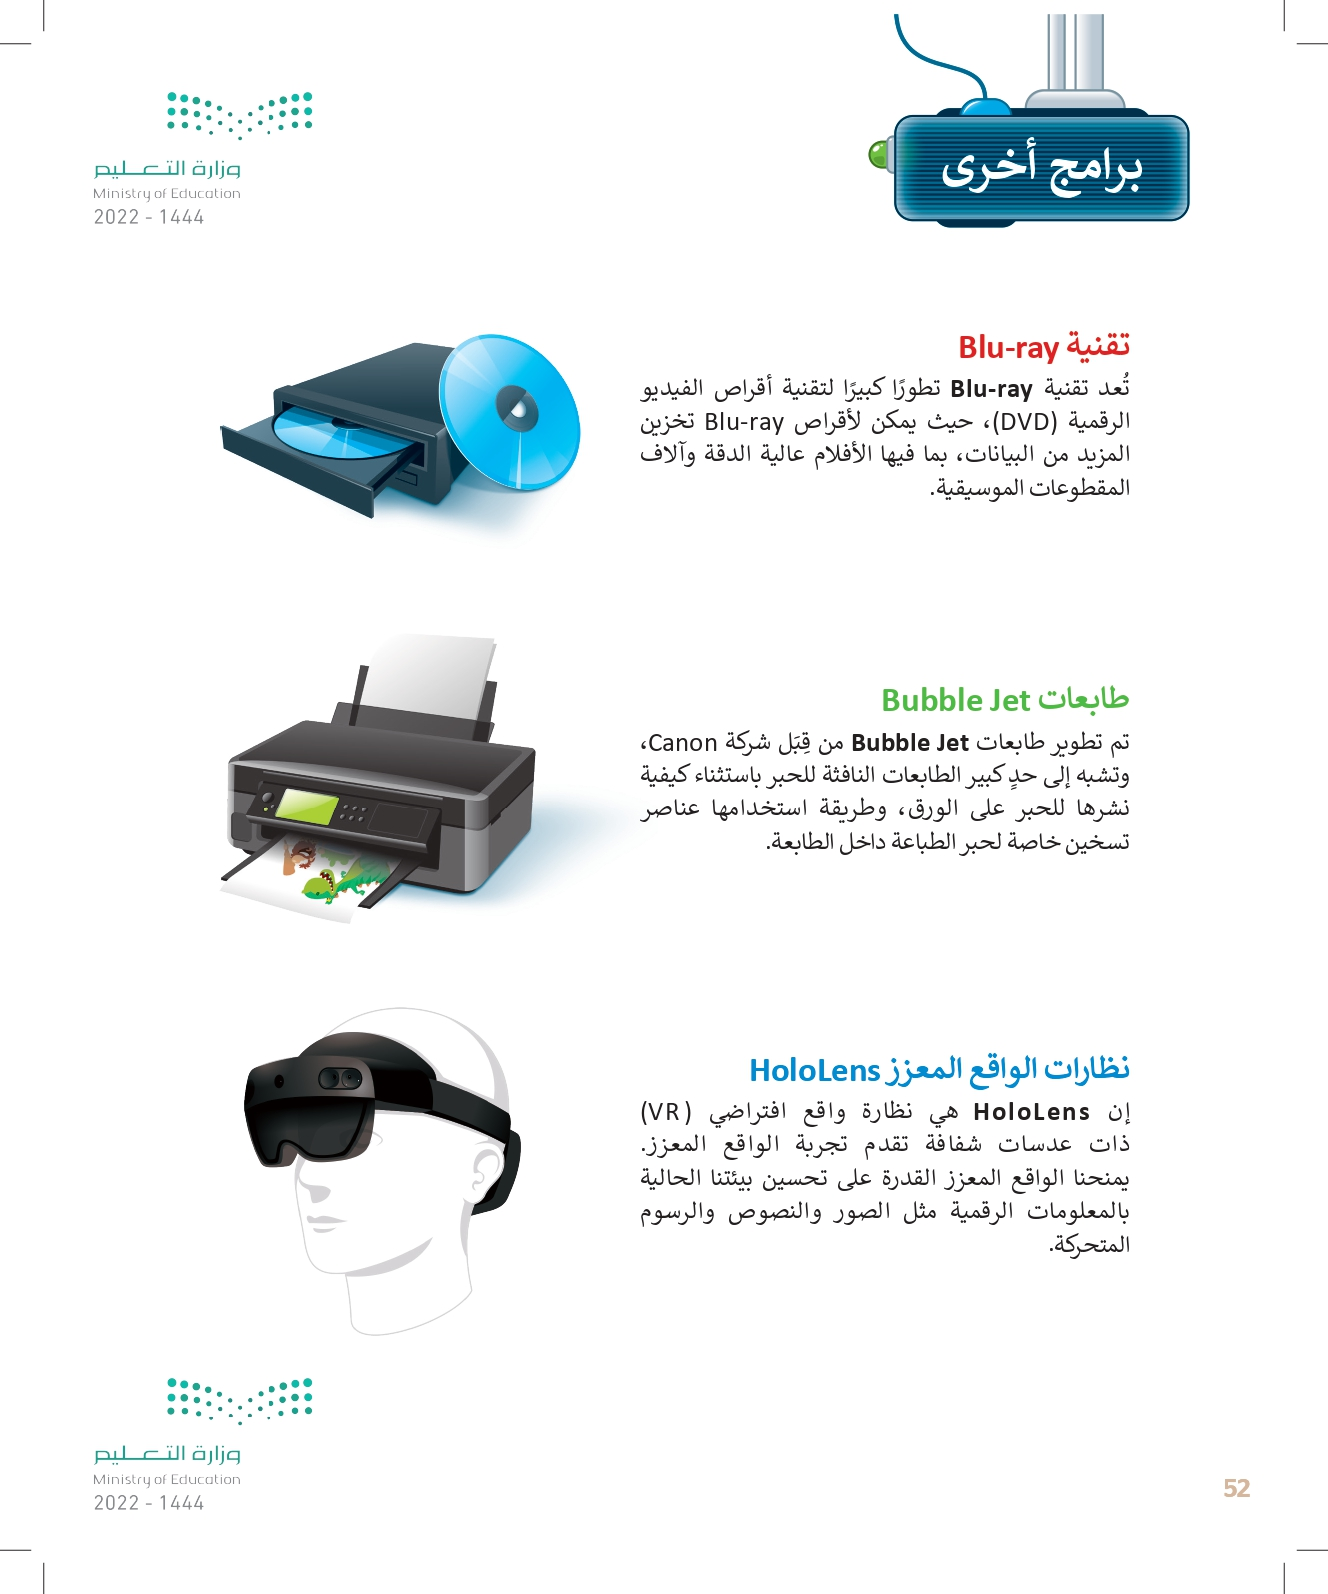 وزارة التعليم
Ministry of Education
2022 - 1444
برامج أخرى
تقنية Blu-ray
تُعد تقنية Blu-ray تطورًا كبيرًا لتقنية أقراص الفيديو
الرقمية (DVD)، حيث يمكن لأقراص Blu-ray تخزين
المزيد من البيانات، بما فيها الأفلام عالية الدقة وآلاف
المقطوعات الموسيقية.
طابعات Bubble Jet
تم تطوير طابعات Bubble Jet من قِبَل شركة Canon،
وتشبه إلى حدٍ كبير الطابعات النافثة للحبر باستثناء كيفية
نشرها للحبر على الورق، وطريقة استخدامها عناصر
تسخين خاصة لحبر الطباعة داخل الطابعة.
نظارات الواقع المعزز HoloLens
إن HoloLens هي نظارة واقع افتراضي (VR)
ذات عدسات شفافة تقدم تجربة الواقع المعزز.
يمنحنا الواقع المعزز القدرة على تحسين بيئتنا الحالية
بالمعلومات الرقمية مثل الصور والنصوص والرسوم
المتحركة.
وزارة التعليم
Ministry of Education
2022 - 1444
52